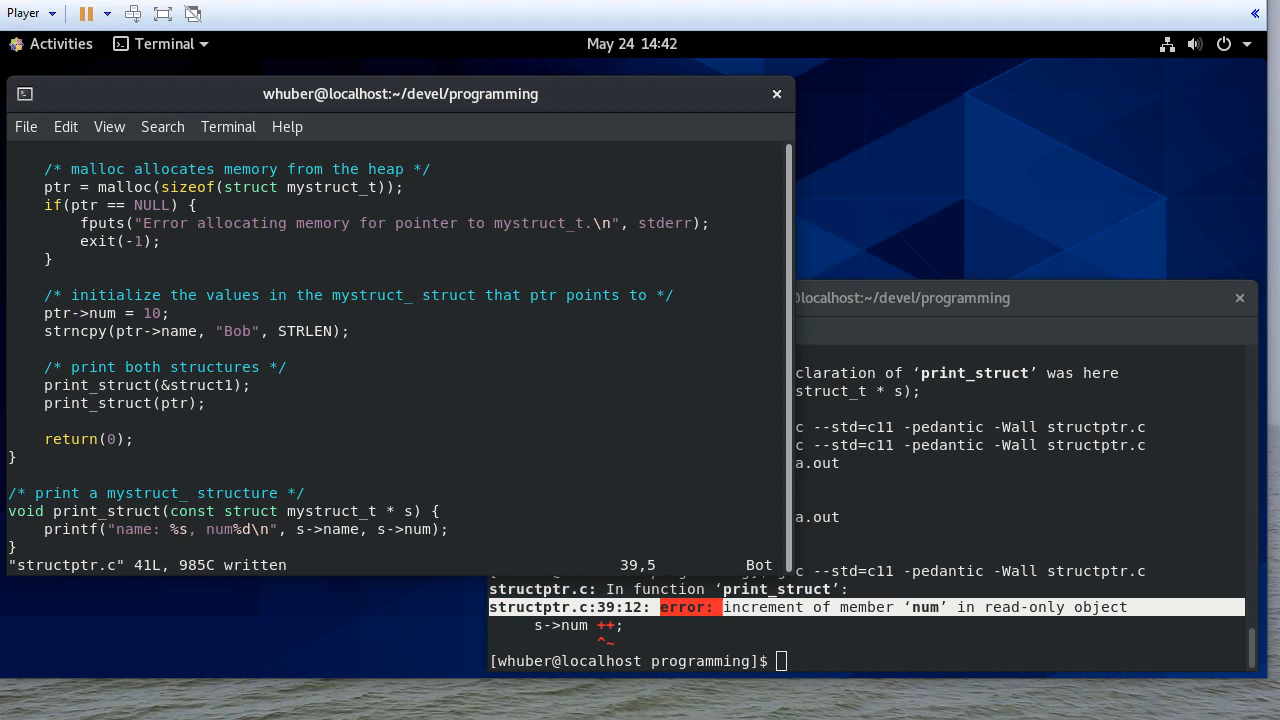 Player
Activities
Terminal
May 24 14:42
whuber@localhost:~/devel/programming
File Edit View Search Terminal Help
/* malloc allocates memory from the heap */
ptr = malloc(sizeof(struct mystruct_t));
if(ptr == NULL) {
fputs("Error allocating memory for pointer to mystruct_t.\n", stderr);
exit(-1);
}
/* initialize the values in the mystruct_ struct that ptr points to */
ptr->num = 10;
strncpy(ptr->name, "Bob", STRLEN);
/* print both structures */
print_struct(&struct1);
print_struct(ptr);
return(0);
}
/* print a mystruct_ structure */
void print_struct(const struct mystruct_t * s) {
printf("name: %s, num%d\n", s->name, s->num);
}
"structptr.c" 41L, 985C written 39,5 Bot
localhost:~/devel/programming
claration of ‘print_struct’ was here
struct_t * s);
c --std=c11 -pedantic -Wall structptr.c
c --std=c11 -pedantic -Wall structptr.c
a.out
a.out
c --std=c11 -pedantic -Wall structptr.c
structptr.c: In function ‘print_struct’:
structptr.c:39:12: error: increment of member ‘num’ in read-only object
s->num ++;
^~
[whuber@localhost programming]$